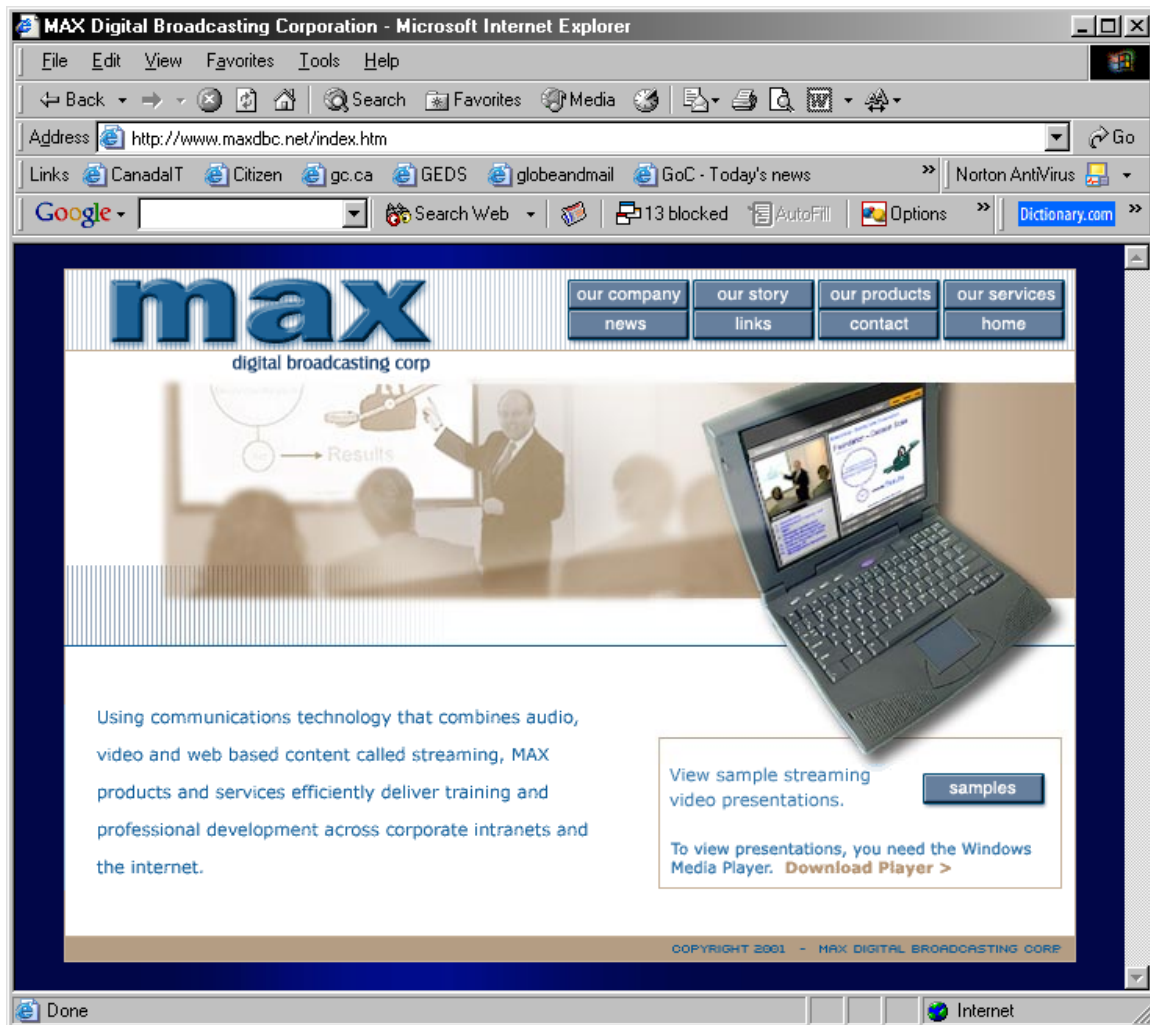 MAX Digital Broadcasting Corporation - Microsoft Internet Explorer
File Edit View Favorites Tools Help
Back Search Favorites Media
Address http://www.maxdbc.net/index.htm Go
Links CanadaIT Citizen gc.ca GEDS globeandmail GoC - Today's news » Norton AntiVirus
Google Search Web 13 blocked AutoFill Options » Dictionary.com »
max
digital broadcasting corp
our company our story our products our services
news links contact home
Results
Using communications technology that combines audio,
video and web based content called streaming, MAX
products and services efficiently deliver training and
professional development across corporate intranets and
the internet.
View sample streaming
video presentations.
samples
To view presentations, you need the Windows
Media Player. Download Player >
COPYRIGHT 2001 - MAX DIGITAL BROADCASTING CORP
Done Internet